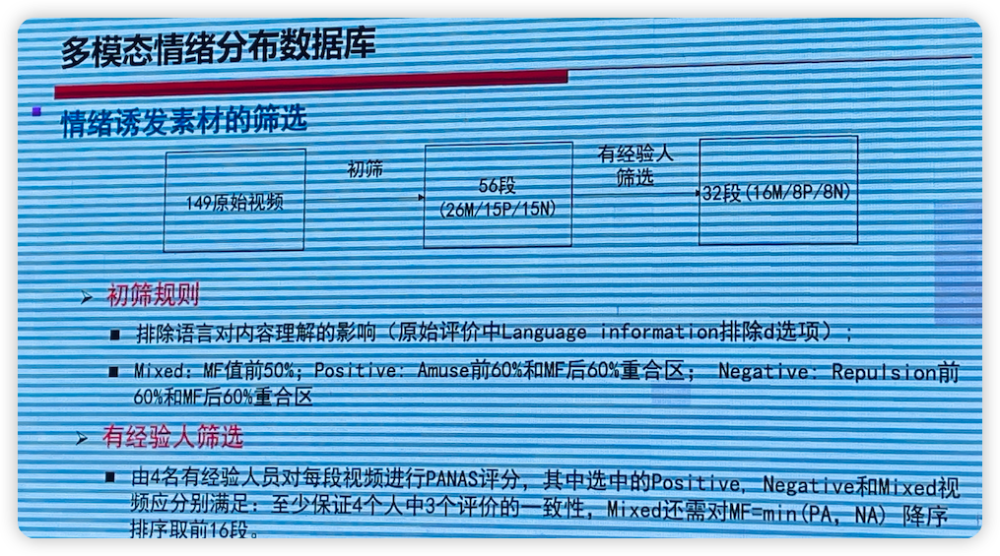 多模态情绪分布数据库
情绪诱发素材的筛选
149原始视频
初筛
56段
(26M/15P/15N)
有经验人
筛选
32段(16M/8P/8N)
初筛规则
排除语言对内容理解的影响（原始评价中Language information排除d选项）;
Mixed: MF值前50%; Positive: Amuse前60%和MF后60%重合区; Negative: Repulsion前
60%和MF后60%重合区
有经验人筛选
由4名有经验人员对每段视频进行PANAS评分，其中选中的Positive, Negative和Mixed视
频应分别满足: 至少保证4个人中3个评价的一致性，Mixed还需对MF=min(PA, NA) 降序
排序取前16段。